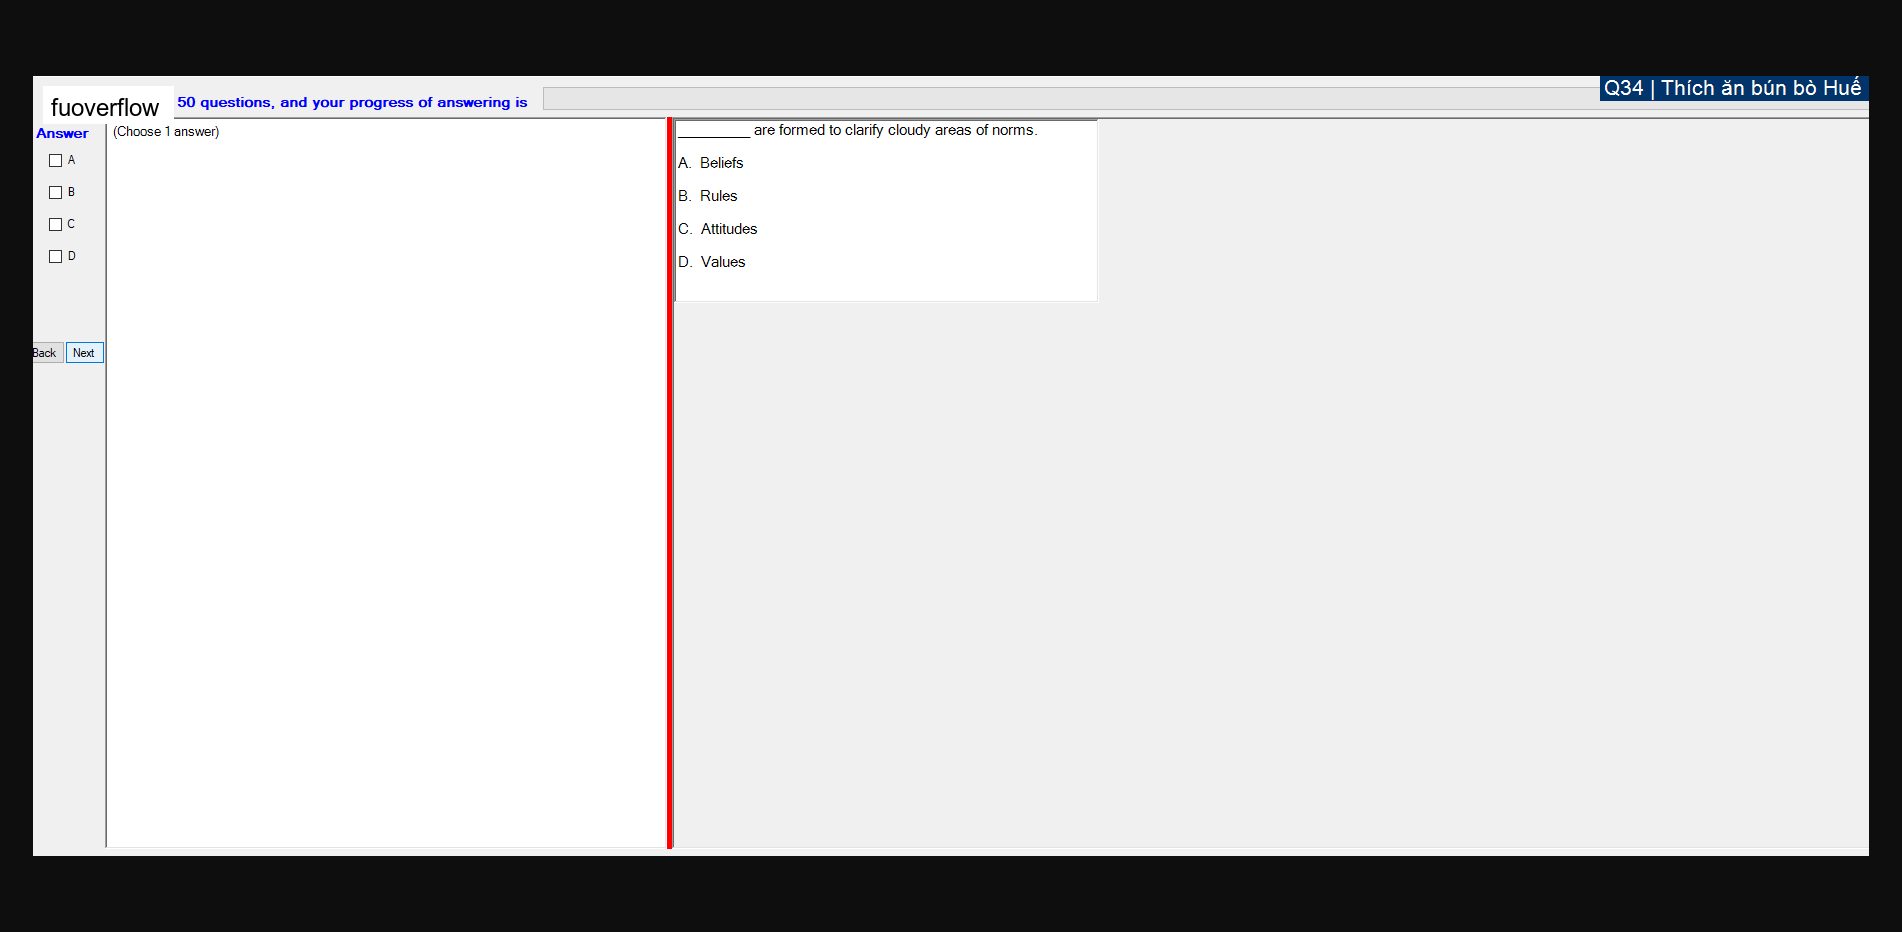 Q34 | Thích ăn bún bò Huế
fuoverflow 50 questions, and your progress of answering is
Answer
(Choose 1 answer)
A
B
C
D
Back Next
_________ are formed to clarify cloudy areas of norms.
A. Beliefs
B. Rules
C. Attitudes
D. Values